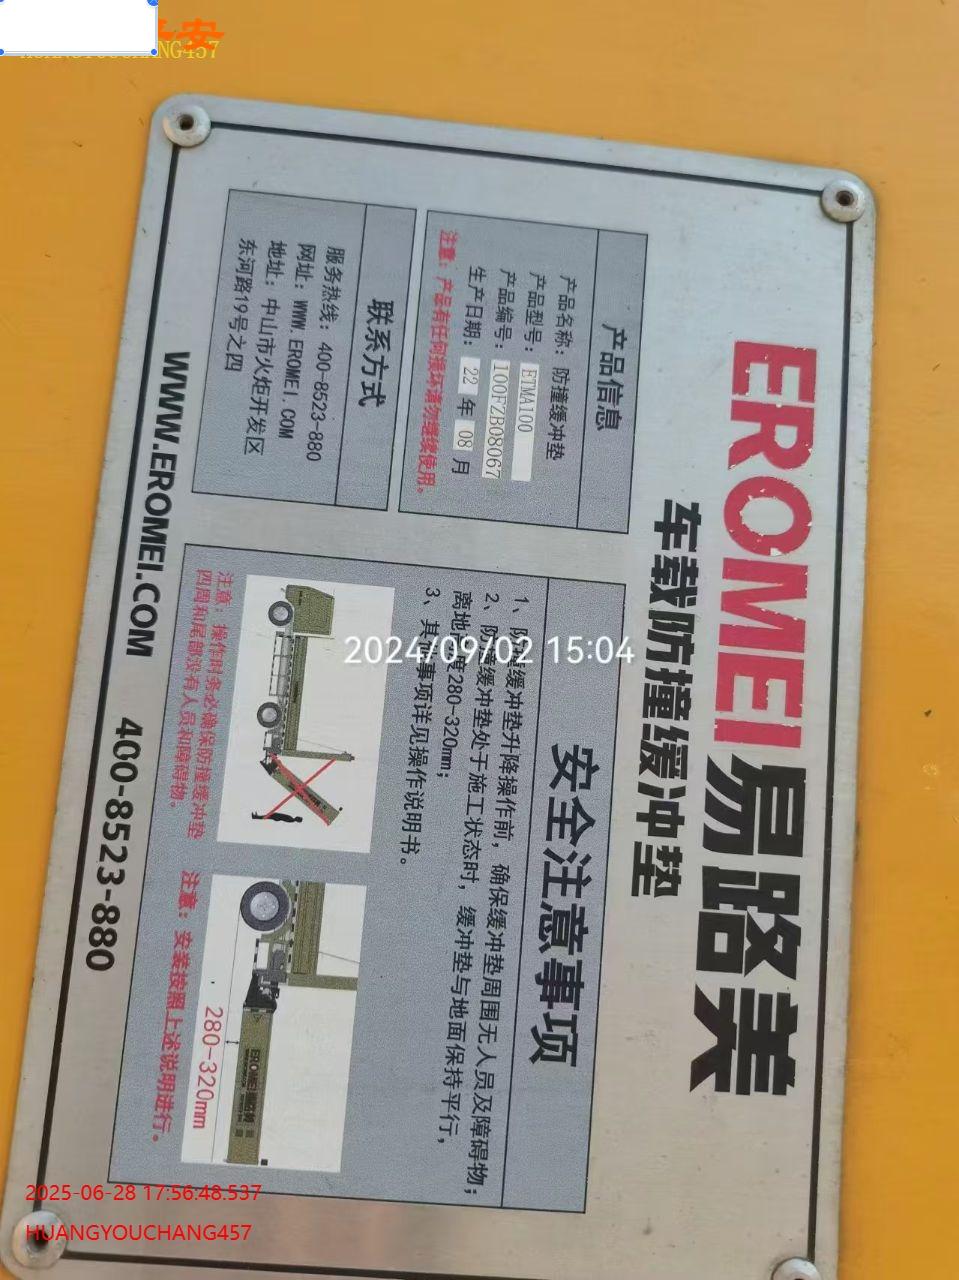 平安
HUANGYOUCHANG457
EROMEI易路美
车载防撞缓冲垫
产品信息
产品名称：防撞缓冲垫
产品型号：ETMA100
产品编号：100FZB08067
生产日期：22 年 08 月
注意：产品有任何损坏请勿继续使用。
联系方式
服务热线：400-8523-880
网址：WWW.EROMEI.COM
地址：中山市火炬开发区
东河路19号之四
安全注意事项
1、防撞缓冲垫升降操作前，确保缓冲垫周围无人员及障碍物；
2、防撞缓冲垫处于施工状态时，缓冲垫与地面保持平行，
离地高度280-320mm；
3、其他事项详见操作说明书。
注意：操作时务必确保防撞缓冲垫
四周和尾部没有人员和障碍物。
EROMEI
280-320mm
注意：安装按照上述说明进行。
WWW.EROMEI.COM 400-8523-880
2024/09/02 15:04
2025-06-28 17:56:48.537
HUANGYOUCHANG457